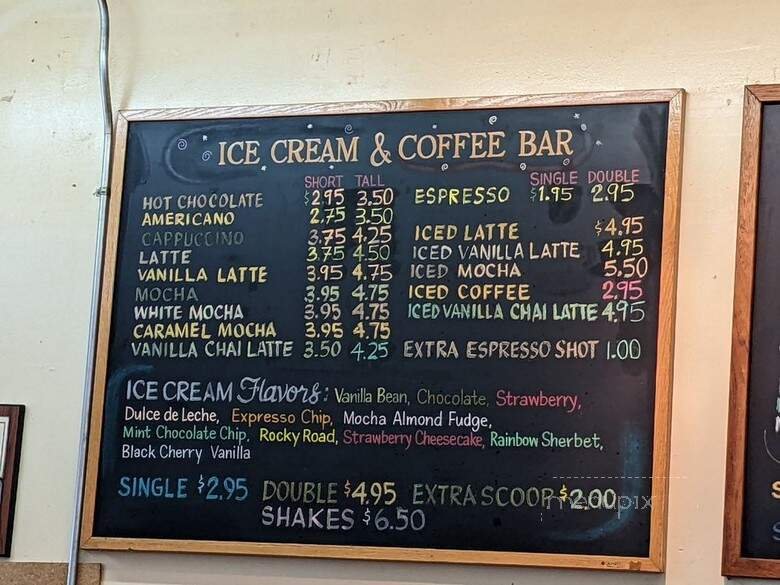 ICE CREAM & COFFEE BAR
SHORT TALL
HOT CHOCOLATE $2.95 3.50
AMERICANO 2.75 3.50
CAPPUCCINO 3.75 4.25
LATTE 3.75 4.50
VANILLA LATTE 3.95 4.75
MOCHA 3.95 4.75
WHITE MOCHA 3.95 4.75
CARAMEL MOCHA 3.95 4.75
VANILLA CHAI LATTE 3.50 4.25
SINGLE DOUBLE
ESPRESSO $1.95 2.95
ICED LATTE $4.95
ICED VANILLA LATTE 4.95
ICED MOCHA 5.50
ICED COFFEE 2.95
ICED VANILLA CHAI LATTE 4.95
EXTRA ESPRESSO SHOT 1.00
ICE CREAM Flavors: Vanilla Bean, Chocolate, Strawberry,
Dulce de Leche, Expresso Chip, Mocha Almond Fudge,
Mint Chocolate Chip, Rocky Road, Strawberry Cheesecake, Rainbow Sherbet,
Black Cherry Vanilla
SINGLE $2.95 DOUBLE $4.95 EXTRA SCOOP $2.00
SHAKES $6.50
menupix